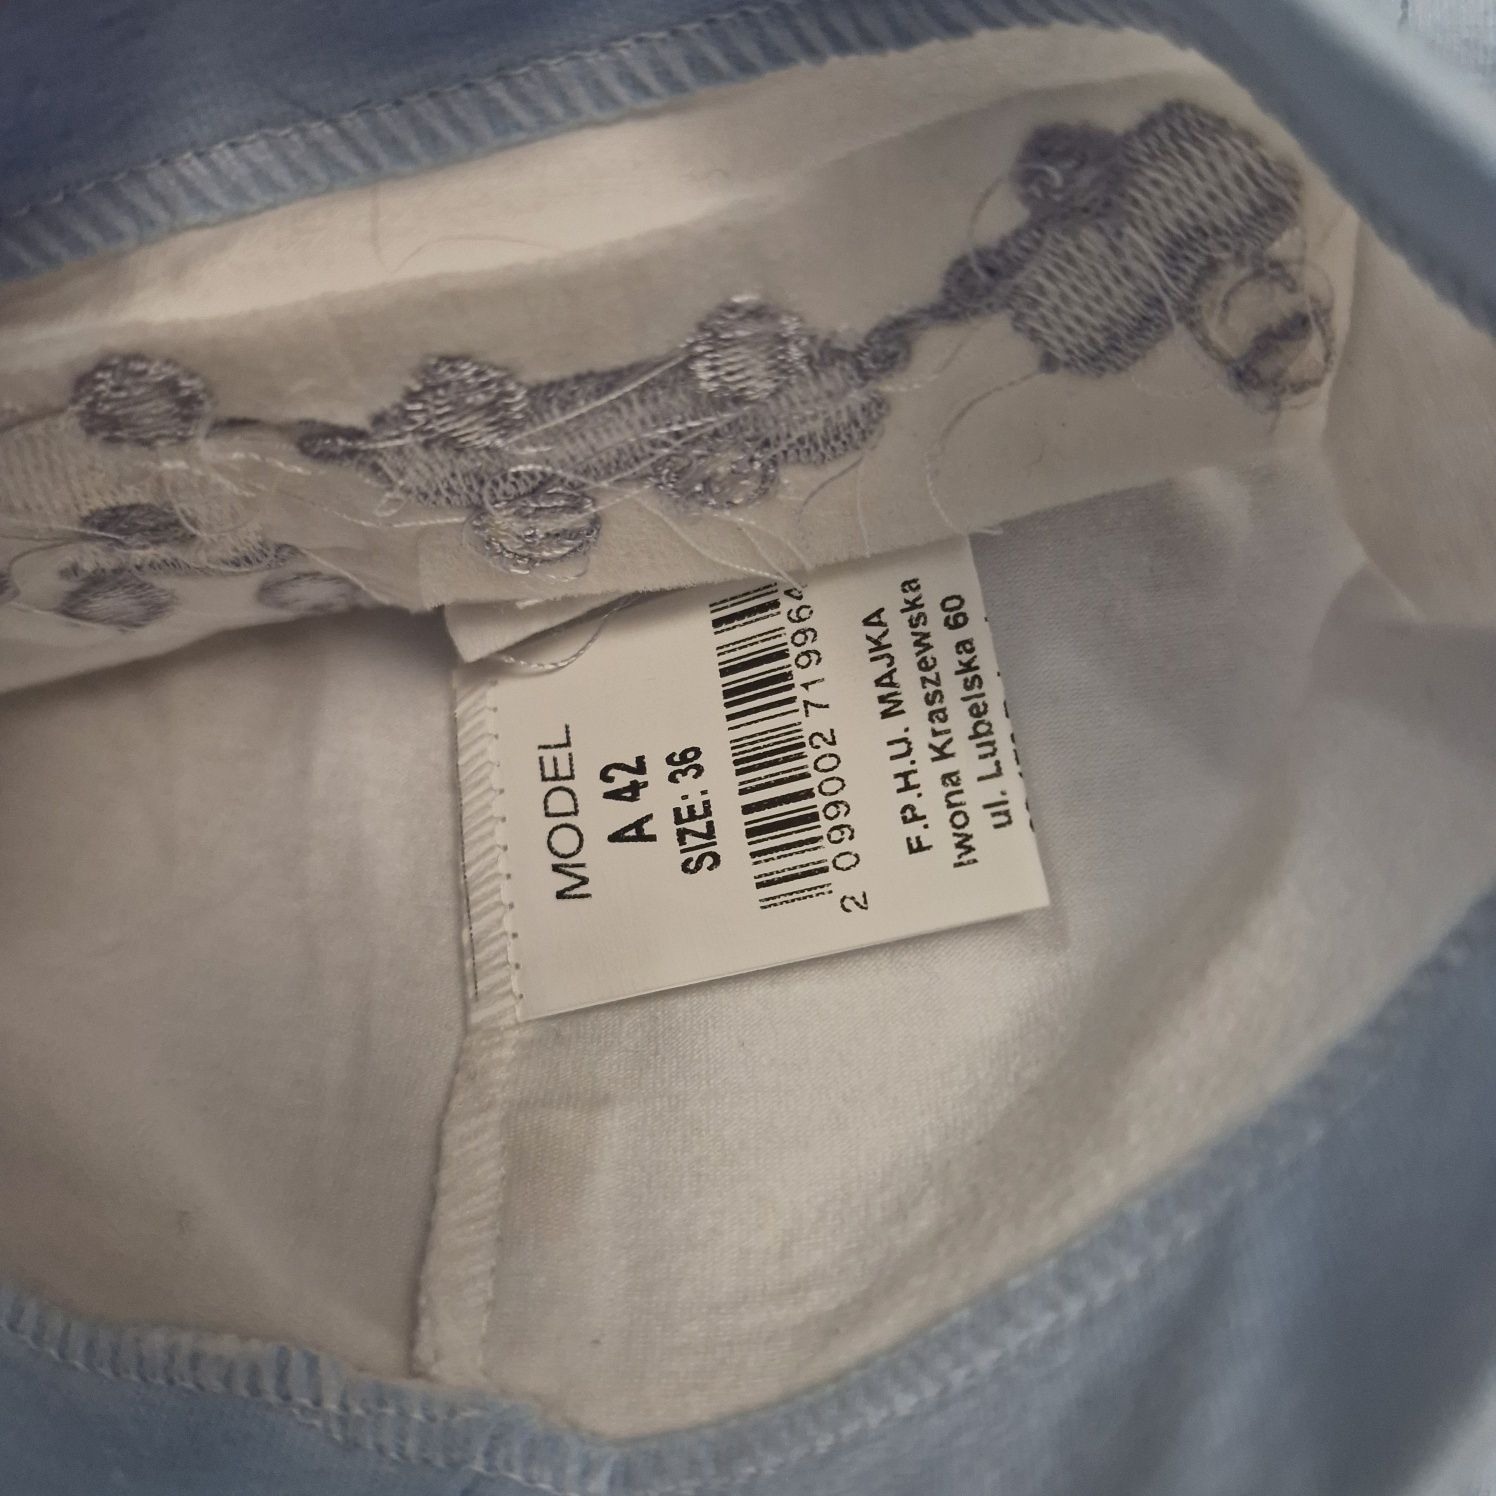 MODEL
A 42
SIZE: 36
2 099002 719964
F.P.H.U. MAJKA
Iwona Kraszewska
ul. Lubelska 60